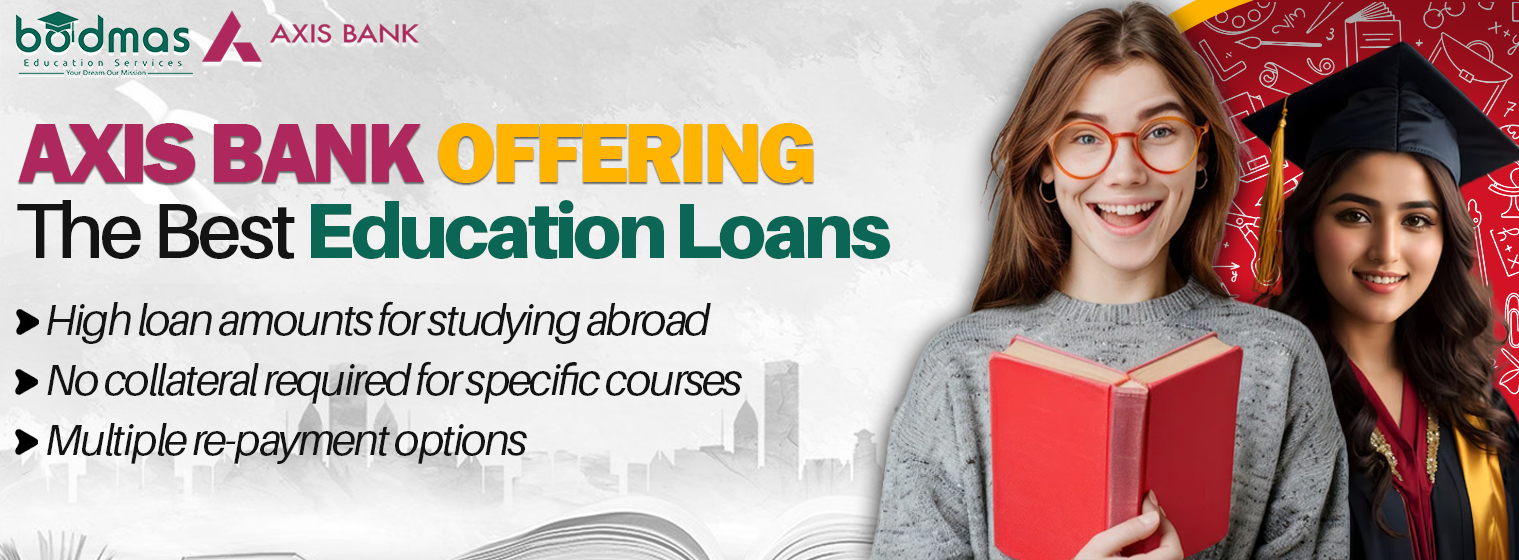 bodmas
Education Services
Your Dream Our Mission
AXIS BANK
AXIS BANK OFFERING
The Best Education Loans
High loan amounts for studying abroad
No collateral required for specific courses
Multiple re-payment options